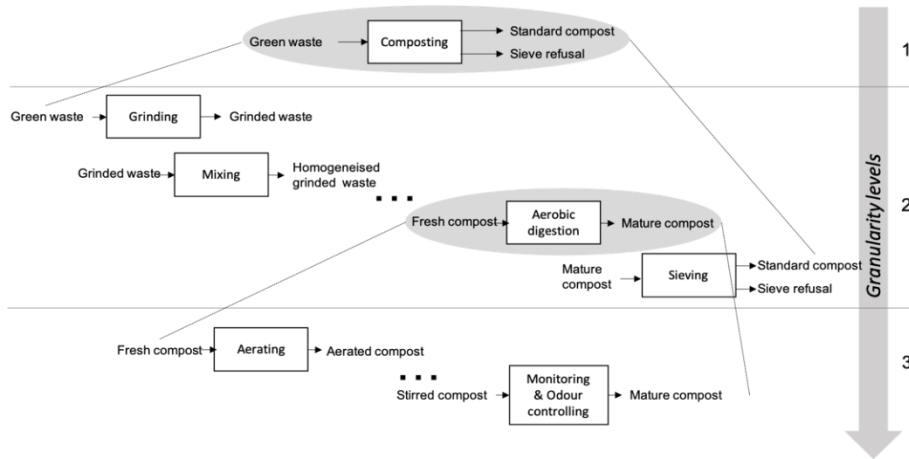 Green waste
Composting
Standard compost
Sieve refusal
1
Green waste
Grinding
Grinded waste
Grinded waste
Mixing
Homogeneised
grinded waste
...
Fresh compost
Aerobic
digestion
Mature compost
Mature
compost
Sieving
Standard compost
Sieve refusal
2
Fresh compost
Aerating
Aerated compost
...
Stirred compost
Monitoring
& Odour
controlling
Mature compost
3
Granularity levels